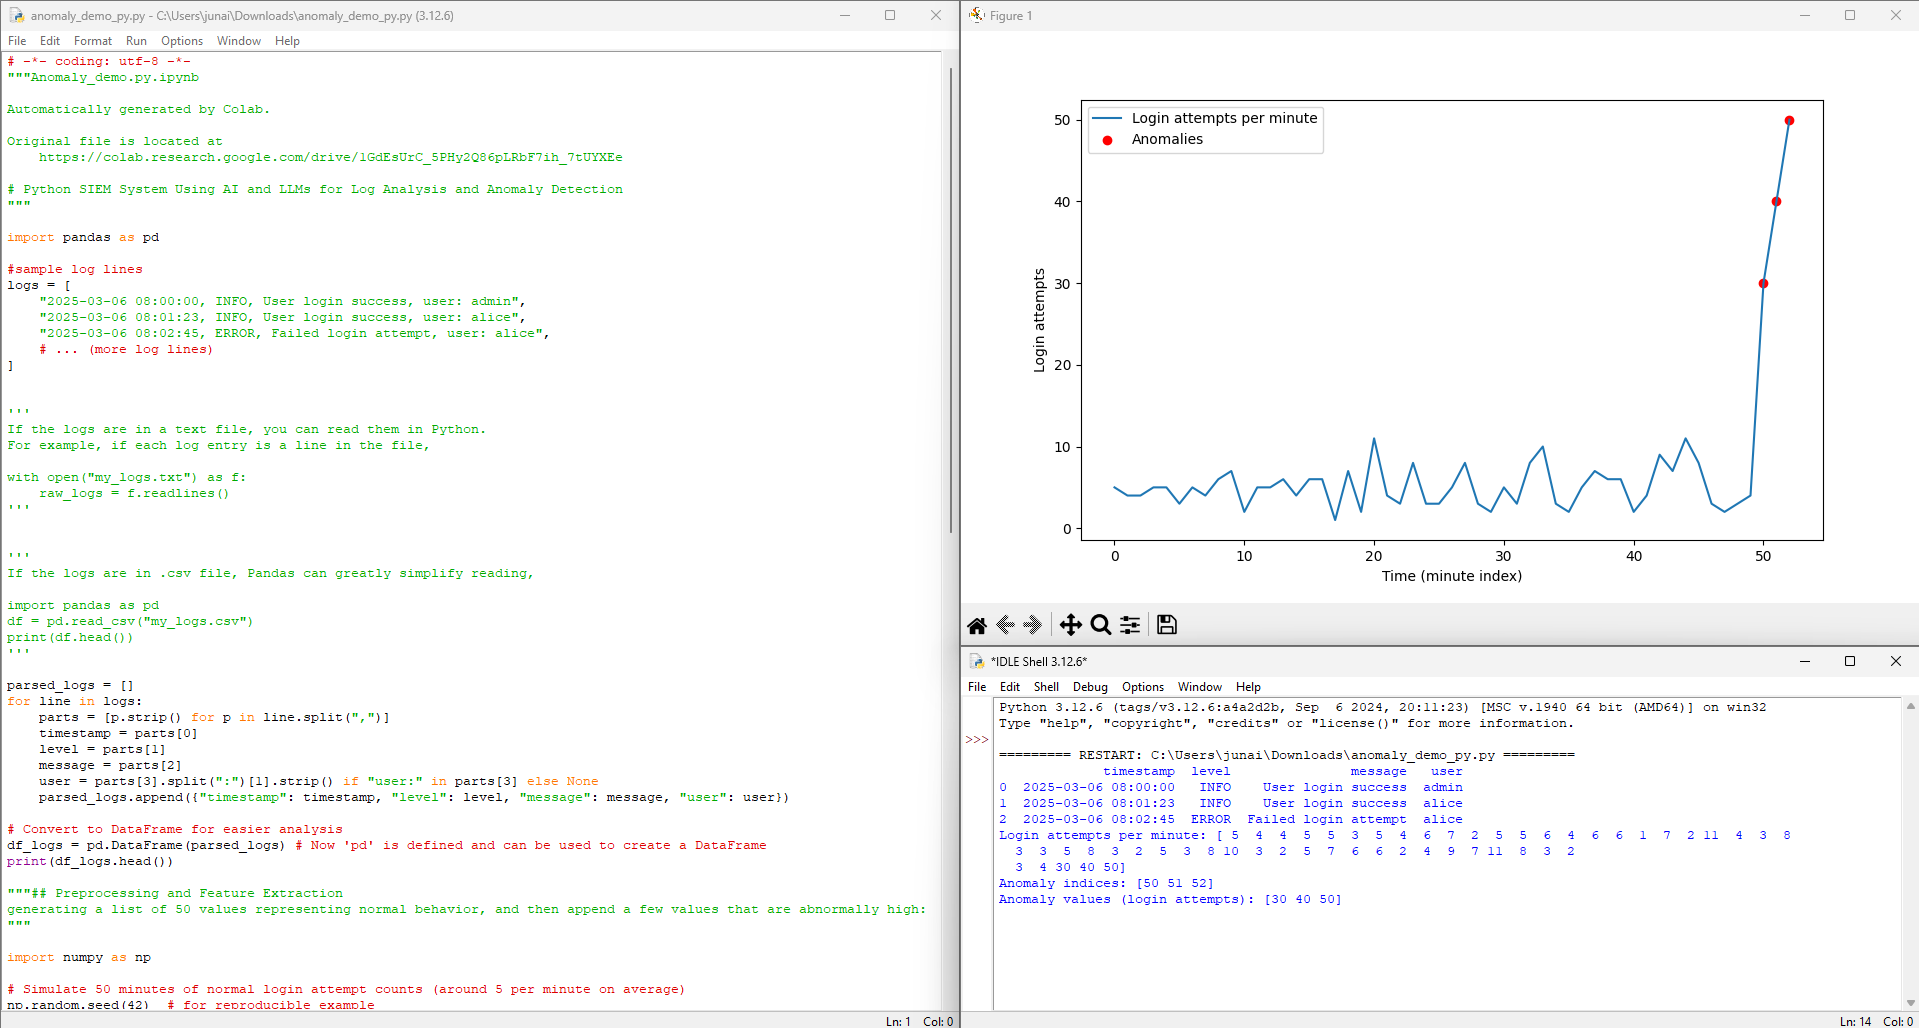 anomaly_demo_py.py - C:\Users\junai\Downloads\anomaly_demo_py.py (3.12.6)
File Edit Format Run Options Window Help
# -*- coding: utf-8 -*-
"""Anomaly_demo.py.ipynb
Automatically generated by Colab.
Original file is located at
    https://colab.research.google.com/drive/1GdEsUrC_5PHy2Q86pLRbF7ih_7tUYXEe
# Python SIEM System Using AI and LLMs for Log Analysis and Anomaly Detection
"""
import pandas as pd
#sample log lines
logs = [
    "2025-03-06 08:00:00, INFO, User login success, user: admin",
    "2025-03-06 08:01:23, INFO, User login success, user: alice",
    "2025-03-06 08:02:45, ERROR, Failed login attempt, user: alice",
    # ... (more log lines)
]
'''
If the logs are in a text file, you can read them in Python.
For example, if each log entry is a line in the file,
with open("my_logs.txt") as f:
    raw_logs = f.readlines()
'''
'''
If the logs are in .csv file, Pandas can greatly simplify reading,
import pandas as pd
df = pd.read_csv("my_logs.csv")
print(df.head())
'''
parsed_logs = []
for line in logs:
    parts = [p.strip() for p in line.split(",")]
    timestamp = parts[0]
    level = parts[1]
    message = parts[2]
    user = parts[3].split(":")[1].strip() if "user:" in parts[3] else None
    parsed_logs.append({"timestamp": timestamp, "level": level, "message": message, "user": user})
# Convert to DataFrame for easier analysis
df_logs = pd.DataFrame(parsed_logs) # Now 'pd' is defined and can be used to create a DataFrame
print(df_logs.head())
"""## Preprocessing and Feature Extraction
generating a list of 50 values representing normal behavior, and then append a few values that are abnormally high:
"""
import numpy as np
# Simulate 50 minutes of normal login attempt counts (around 5 per minute on average)
np.random.seed(42)  # for reproducible example
Ln: 1 Col: 0
Figure 1
Login attempts per minute
Anomalies
50
40
30
20
10
0
Login attempts
0 10 20 30 40 50
Time (minute index)
*IDLE Shell 3.12.6*
File Edit Shell Debug Options Window Help
Python 3.12.6 (tags/v3.12.6:a4a2d2b, Sep  6 2024, 20:11:23) [MSC v.1940 64 bit (AMD64)] on win32
Type "help", "copyright", "credits" or "license()" for more information.
>>>
========= RESTART: C:\Users\junai\Downloads\anomaly_demo_py.py =========
             timestamp  level               message   user
0  2025-03-06 08:00:00   INFO    User login success  admin
1  2025-03-06 08:01:23   INFO    User login success  alice
2  2025-03-06 08:02:45  ERROR  Failed login attempt  alice
Login attempts per minute: [ 5  4  4  5  5  3  5  4  6  7  2  5  5  6  4  6  6  1  7  2 11  4  3  8
  3  3  5  8  3  2  5  3  8 10  3  2  5  7  6  6  2  4  9  7 11  8  3  2
  3  4 30 40 50]
Anomaly indices: [50 51 52]
Anomaly values (login attempts): [30 40 50]
Ln: 14 Col: 0